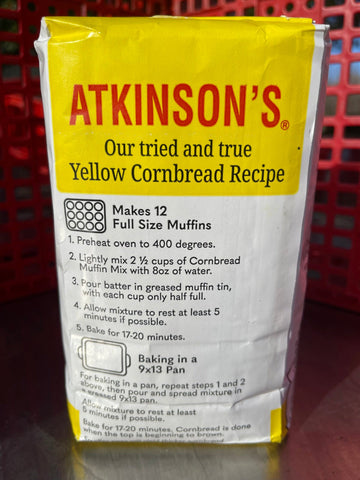 ATKINSON'S®
Our tried and true
Yellow Cornbread Recipe
Makes 12
Full Size Muffins
1. Preheat oven to 400 degrees.
2. Lightly mix 2 ½ cups of Cornbread
Muffin Mix with 8oz of water.
3. Pour batter in greased muffin tin,
with each cup only half full.
4. Allow mixture to rest at least 5
minutes if possible.
5. Bake for 17-20 minutes.
Baking in a
9x13 Pan
For baking in a pan, repeat steps 1 and 2
above, then pour and spread mixture in
a greased 9x13 pan.
Allow mixture to rest at least
5 minutes if possible.
Bake for 17-20 minutes. Cornbread is done
when the top is beginning to brown.